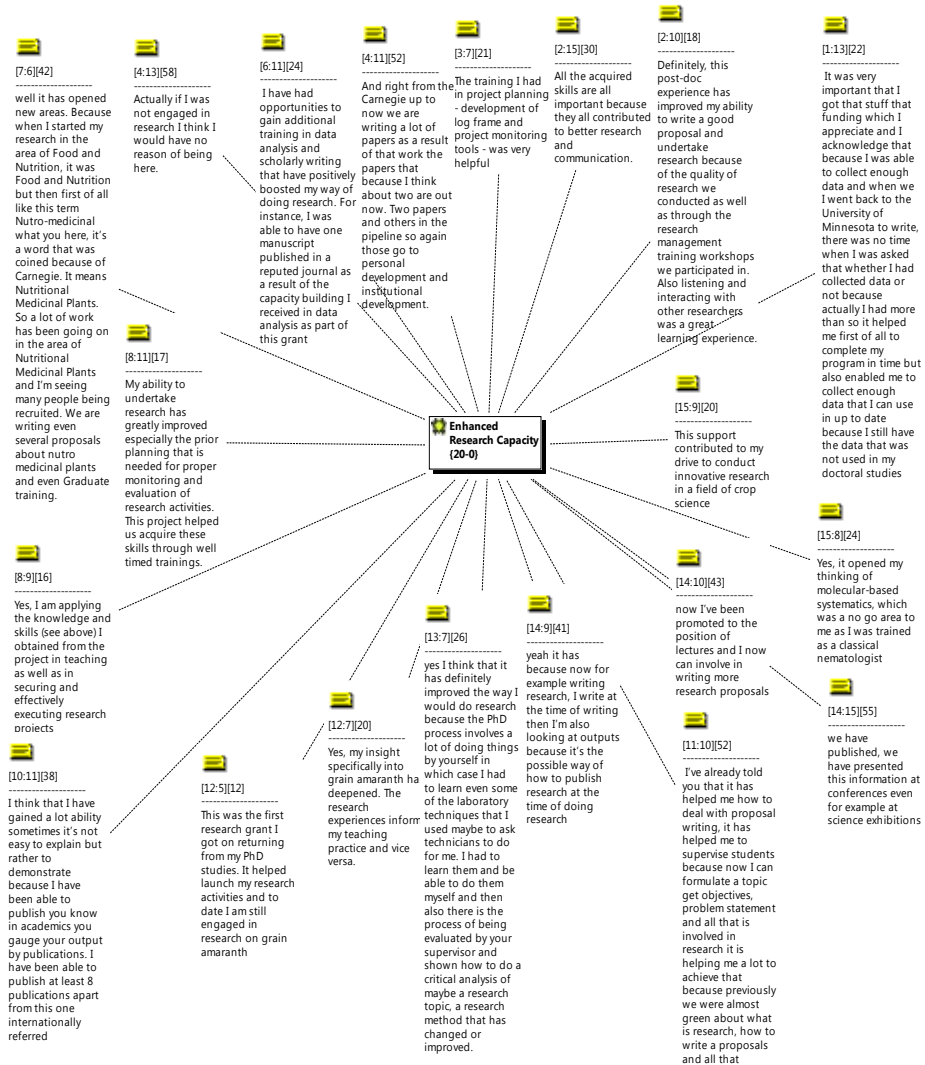 [7:6][42]
--------------------
well it has opened
new areas. Because
when I started my
research in the
area of Food and
Nutrition, it was
Food and Nutrition
but then first of all
like this term
Nutro-medicinal
what you here, it's
a word that was
coined because of
Carnegie. It means
Nutritional
Medicinal Plants.
So a lot of work
has been going on
in the area of
Nutritional
Medicinal Plants
and I'm seeing
many people being
recruited. We are
writing even
several proposals
about nutro
medicinal plants
and even Graduate
training.
[4:13][58]
--------------------
Actually if I was
not engaged in
research I think I
would have no
reason of being
here.
[6:11][24]
--------------------
I have had
opportunities to
gain additional
training in data
analysis and
scholarly writing
that have positively
boosted my way of
doing research. For
instance, I was
able to have one
manuscript
published in a
reputed journal as
a result of the
capacity building I
received in data
analysis as part of
this grant
[4:11][52]
--------------------
And right from the
Carnegie up to
now we are
writing a lot of
papers as a result
of that work the
papers that
because I think
about two are out
now. Two papers
and others in the
pipeline so again
those go to
personal
development and
institutional
development.
[3:7][21]
--------------------
The training I had
in project planning
- development of
log frame and
project monitoring
tools - was very
helpful
[2:15][30]
--------------------
All the acquired
skills are all
important because
they all contributed
to better research
and
communication.
[2:10][18]
--------------------
Definitely, this
post-doc
experience has
improved my ability
to write a good
proposal and
undertake
research because
of the quality of
research we
conducted as well
as through the
research
management
training workshops
we participated in.
Also listening and
interacting with
other researchers
was a great
learning experience.
[1:13][22]
--------------------
It was very
important that I
got that stuff that
funding which I
appreciate and I
acknowledge that
because I was able
to collect enough
data and when we
I went back to the
University of
Minnesota to write,
there was no time
when I was asked
that whether I had
collected data or
not because
actually I had more
than so it helped
me first of all to
complete my
program in time but
also enabled me to
collect enough
data that I can use
in up to date
because I still have
the data that was
not used in my
doctoral studies
[8:11][17]
--------------------
My ability to
undertake
research has
greatly improved
especially the prior
planning that is
needed for proper
monitoring and
evaluation of
research activities.
This project helped
us acquire these
skills through well
timed trainings.
Enhanced
Research Capacity
{20-0}
[15:9][20]
--------------------
This support
contributed to my
drive to conduct
innovative research
in a field of crop
science
[15:8][24]
--------------------
Yes, it opened my
thinking of
molecular-based
systematics, which
was a no go area to
me as I was trained
as a classical
nematologist
[8:9][16]
--------------------
Yes, I am applying
the knowledge and
skills (see above) I
obtained from the
project in teaching
as well as in
securing and
effectively
executing research
projects
[14:10][43]
--------------------
now I've been
promoted to the
position of
lectures and I now
can involve in
writing more
research proposals
[13:7][26]
--------------------
yes I think that it
has definitely
improved the way I
would do research
because the PhD
process involves a
lot of doing things
by yourself in
which case I had
to learn even some
of the laboratory
techniques that I
used maybe to ask
technicians to do
for me. I had to
learn them and be
able to do them
myself and then
also there is the
process of being
evaluated by your
supervisor and
shown how to do a
critical analysis of
maybe a research
topic, a research
method that has
changed or
improved.
[14:9][41]
--------------------
yeah it has
because now for
example writing
research, I write at
the time of writing
then I'm also
looking at outputs
because it's the
possible way of
how to publish
research at the
time of doing
research
[14:15][55]
--------------------
we have
published, we
have presented
this information at
conferences even
for example at
science exhibitions
[12:7][20]
--------------------
Yes, my insight
specifically into
grain amaranth ha
deepened. The
research
experiences inform
my teaching
practice and vice
versa.
[11:10][52]
--------------------
I've already told
you that it has
helped me how to
deal with proposal
writing, it has
helped me to
supervise students
because now I can
formulate a topic
get objectives,
problem statement
and all that is
involved in
research it is
helping me a lot to
achieve that
because previously
we were almost
green about what
is research, how to
write a proposals
and all that
[10:11][38]
--------------------
I think that I have
gained a lot ability
sometimes it's not
easy to explain but
rather to
demonstrate
because I have
been able to
publish you know
in academics you
gauge your output
by publications. I
have been able to
publish at least 8
publications apart
from this one
internationally
referred
[12:5][12]
--------------------
This was the first
research grant I
got on returning
from my PhD
studies. It helped
launch my research
activities and to
date I am still
engaged in
research on grain
amaranth